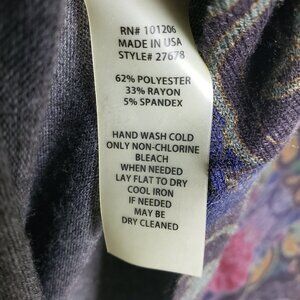 RN# 101206
MADE IN USA
STYLE# 27678
62% POLYESTER
33% RAYON
5% SPANDEX
HAND WASH COLD
ONLY NON-CHLORINE
BLEACH
WHEN NEEDED
LAY FLAT TO DRY
COOL IRON
IF NEEDED
MAY BE
DRY CLEANED